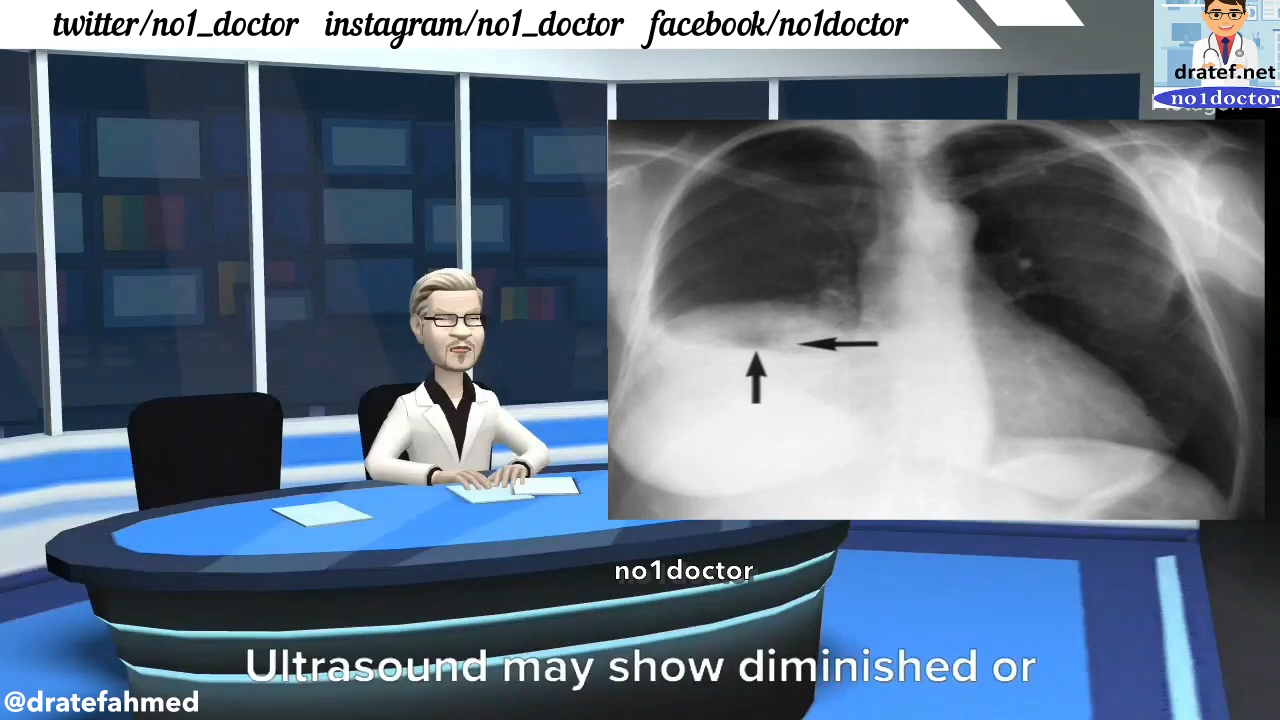 twitter/no1_doctor instagram/no1_doctor facebook/no1doctor
dratef.net
no1doctor
no1doctor
Ultrasound may show diminished or
@dratefahmed